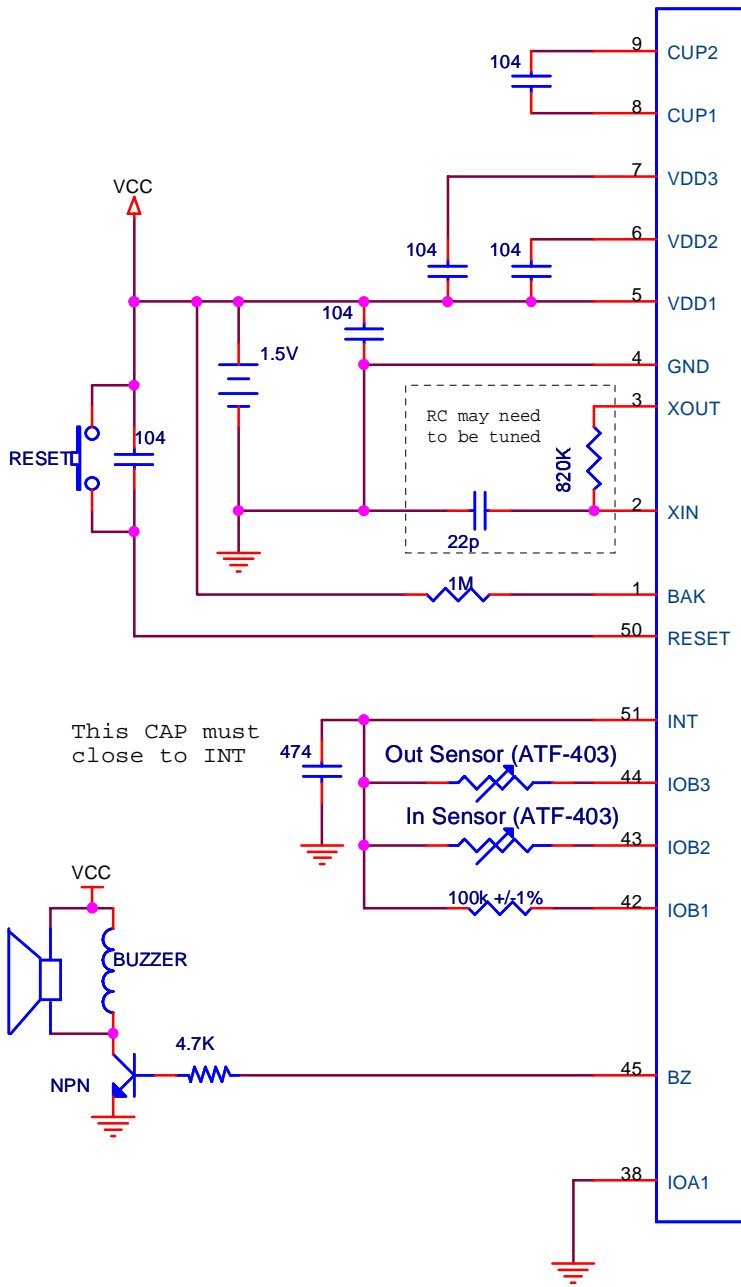 9
CUP2
104
8
CUP1
7
VDD3
VCC
6
VDD2
104
104
5
VDD1
104
1.5V
4
GND
3
XOUT
RC may need
to be tuned
RESET
104
820K
2
XIN
22p
1M
1
BAK
50
RESET
51
INT
This CAP must
close to INT
474
Out Sensor (ATF-403)
44
IOB3
In Sensor (ATF-403)
43
IOB2
VCC
100k +/-1%
42
IOB1
BUZZER
4.7K
45
BZ
NPN
38
IOA1